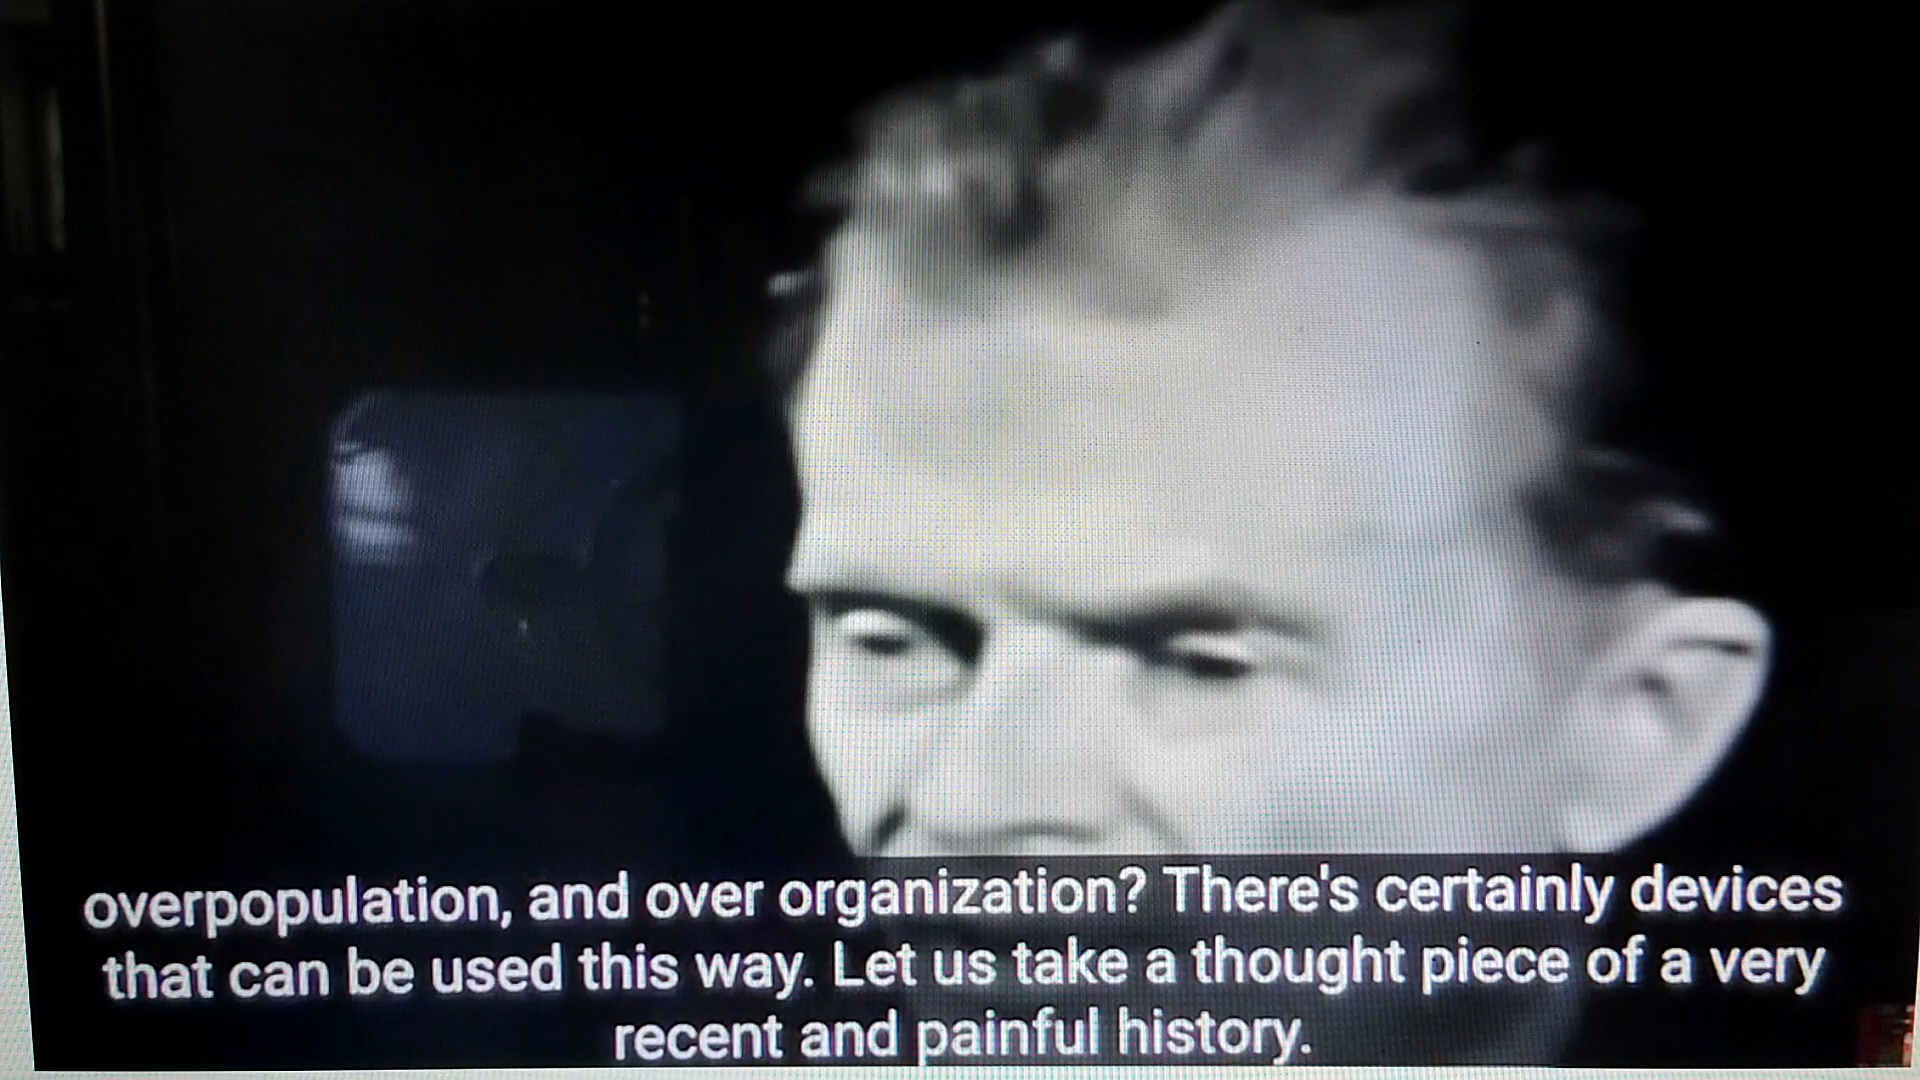 overpopulation, and over organization? There's certainly devices
that can be used this way. Let us take a thought piece of a very
recent and painful history.